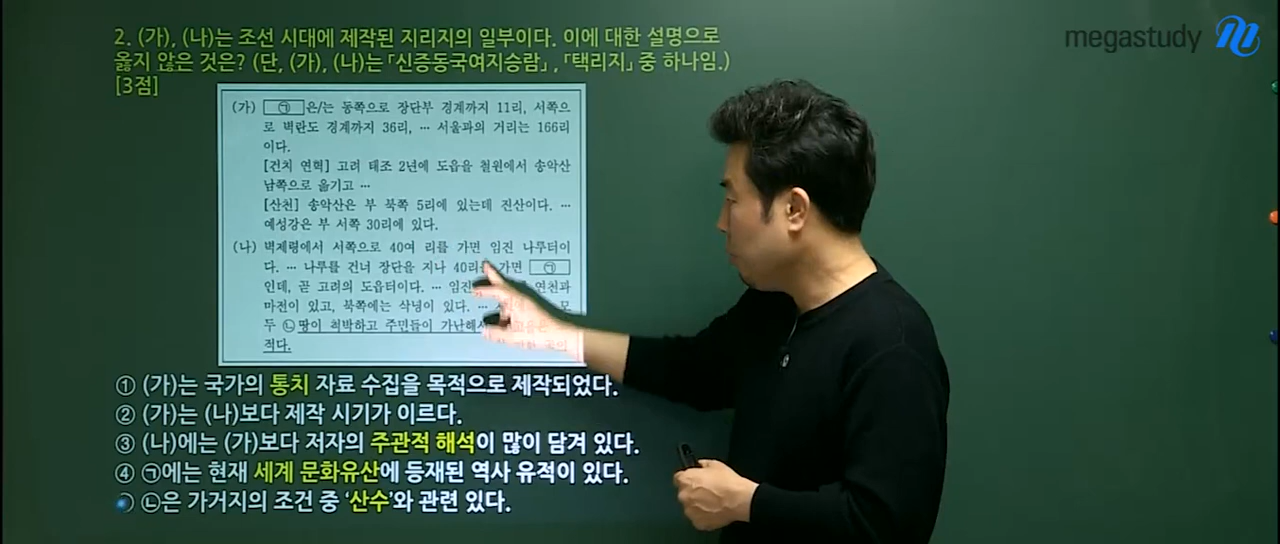 megastudy
2. (가), (나)는 조선 시대에 제작된 지리지의 일부이다. 이에 대한 설명으로
옳지 않은 것은? (단, (가), (나)는 「신증동국여지승람」, 「택리지」 중 하나임.)
[3점]
(가) ㉠ 은/는 동쪽으로 장단부 경계까지 11리, 서쪽으
로 벽란도 경계까지 36리, … 서울과의 거리는 166리
이다.
[건치 연혁] 고려 태조 2년에 도읍을 철원에서 송악산
남쪽으로 옮기고 …
[산천] 송악산은 부 북쪽 5리에 있는데 진산이다. …
예성강은 부 서쪽 30리에 있다.
(나) 벽제령에서 서쪽으로 40여 리를 가면 임진 나루터이
다. … 나루를 건너 장단을 지나 40리를 가면 ㉠
인데, 곧 고려의 도읍터이다. … 임진 연천과
마전이 있고, 북쪽에는 삭녕이 있다. … 모
두 ㉡ 땅이 척박하고 주민들이 가난해서
적다.
① (가)는 국가의 통치 자료 수집을 목적으로 제작되었다.
② (가)는 (나)보다 제작 시기가 이르다.
③ (나)에는 (가)보다 저자의 주관적 해석이 많이 담겨 있다.
④ ㉠에는 현재 세계 문화유산에 등재된 역사 유적이 있다.
㉡은 가거지의 조건 중 '산수'와 관련 있다.